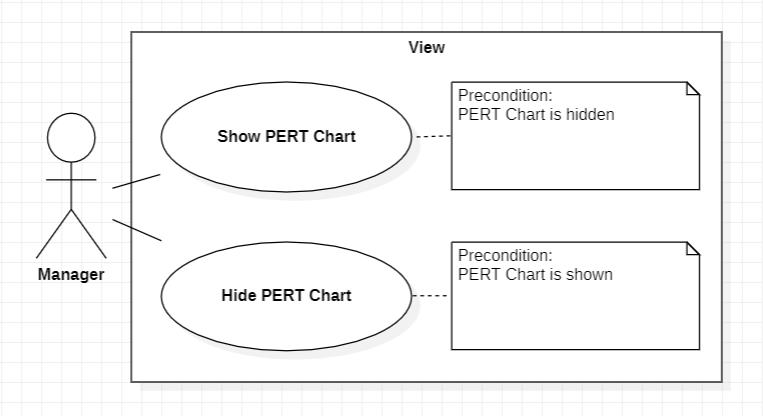 View
Show PERT Chart
Precondition:
PERT Chart is hidden
Manager
Hide PERT Chart
Precondition:
PERT Chart is shown